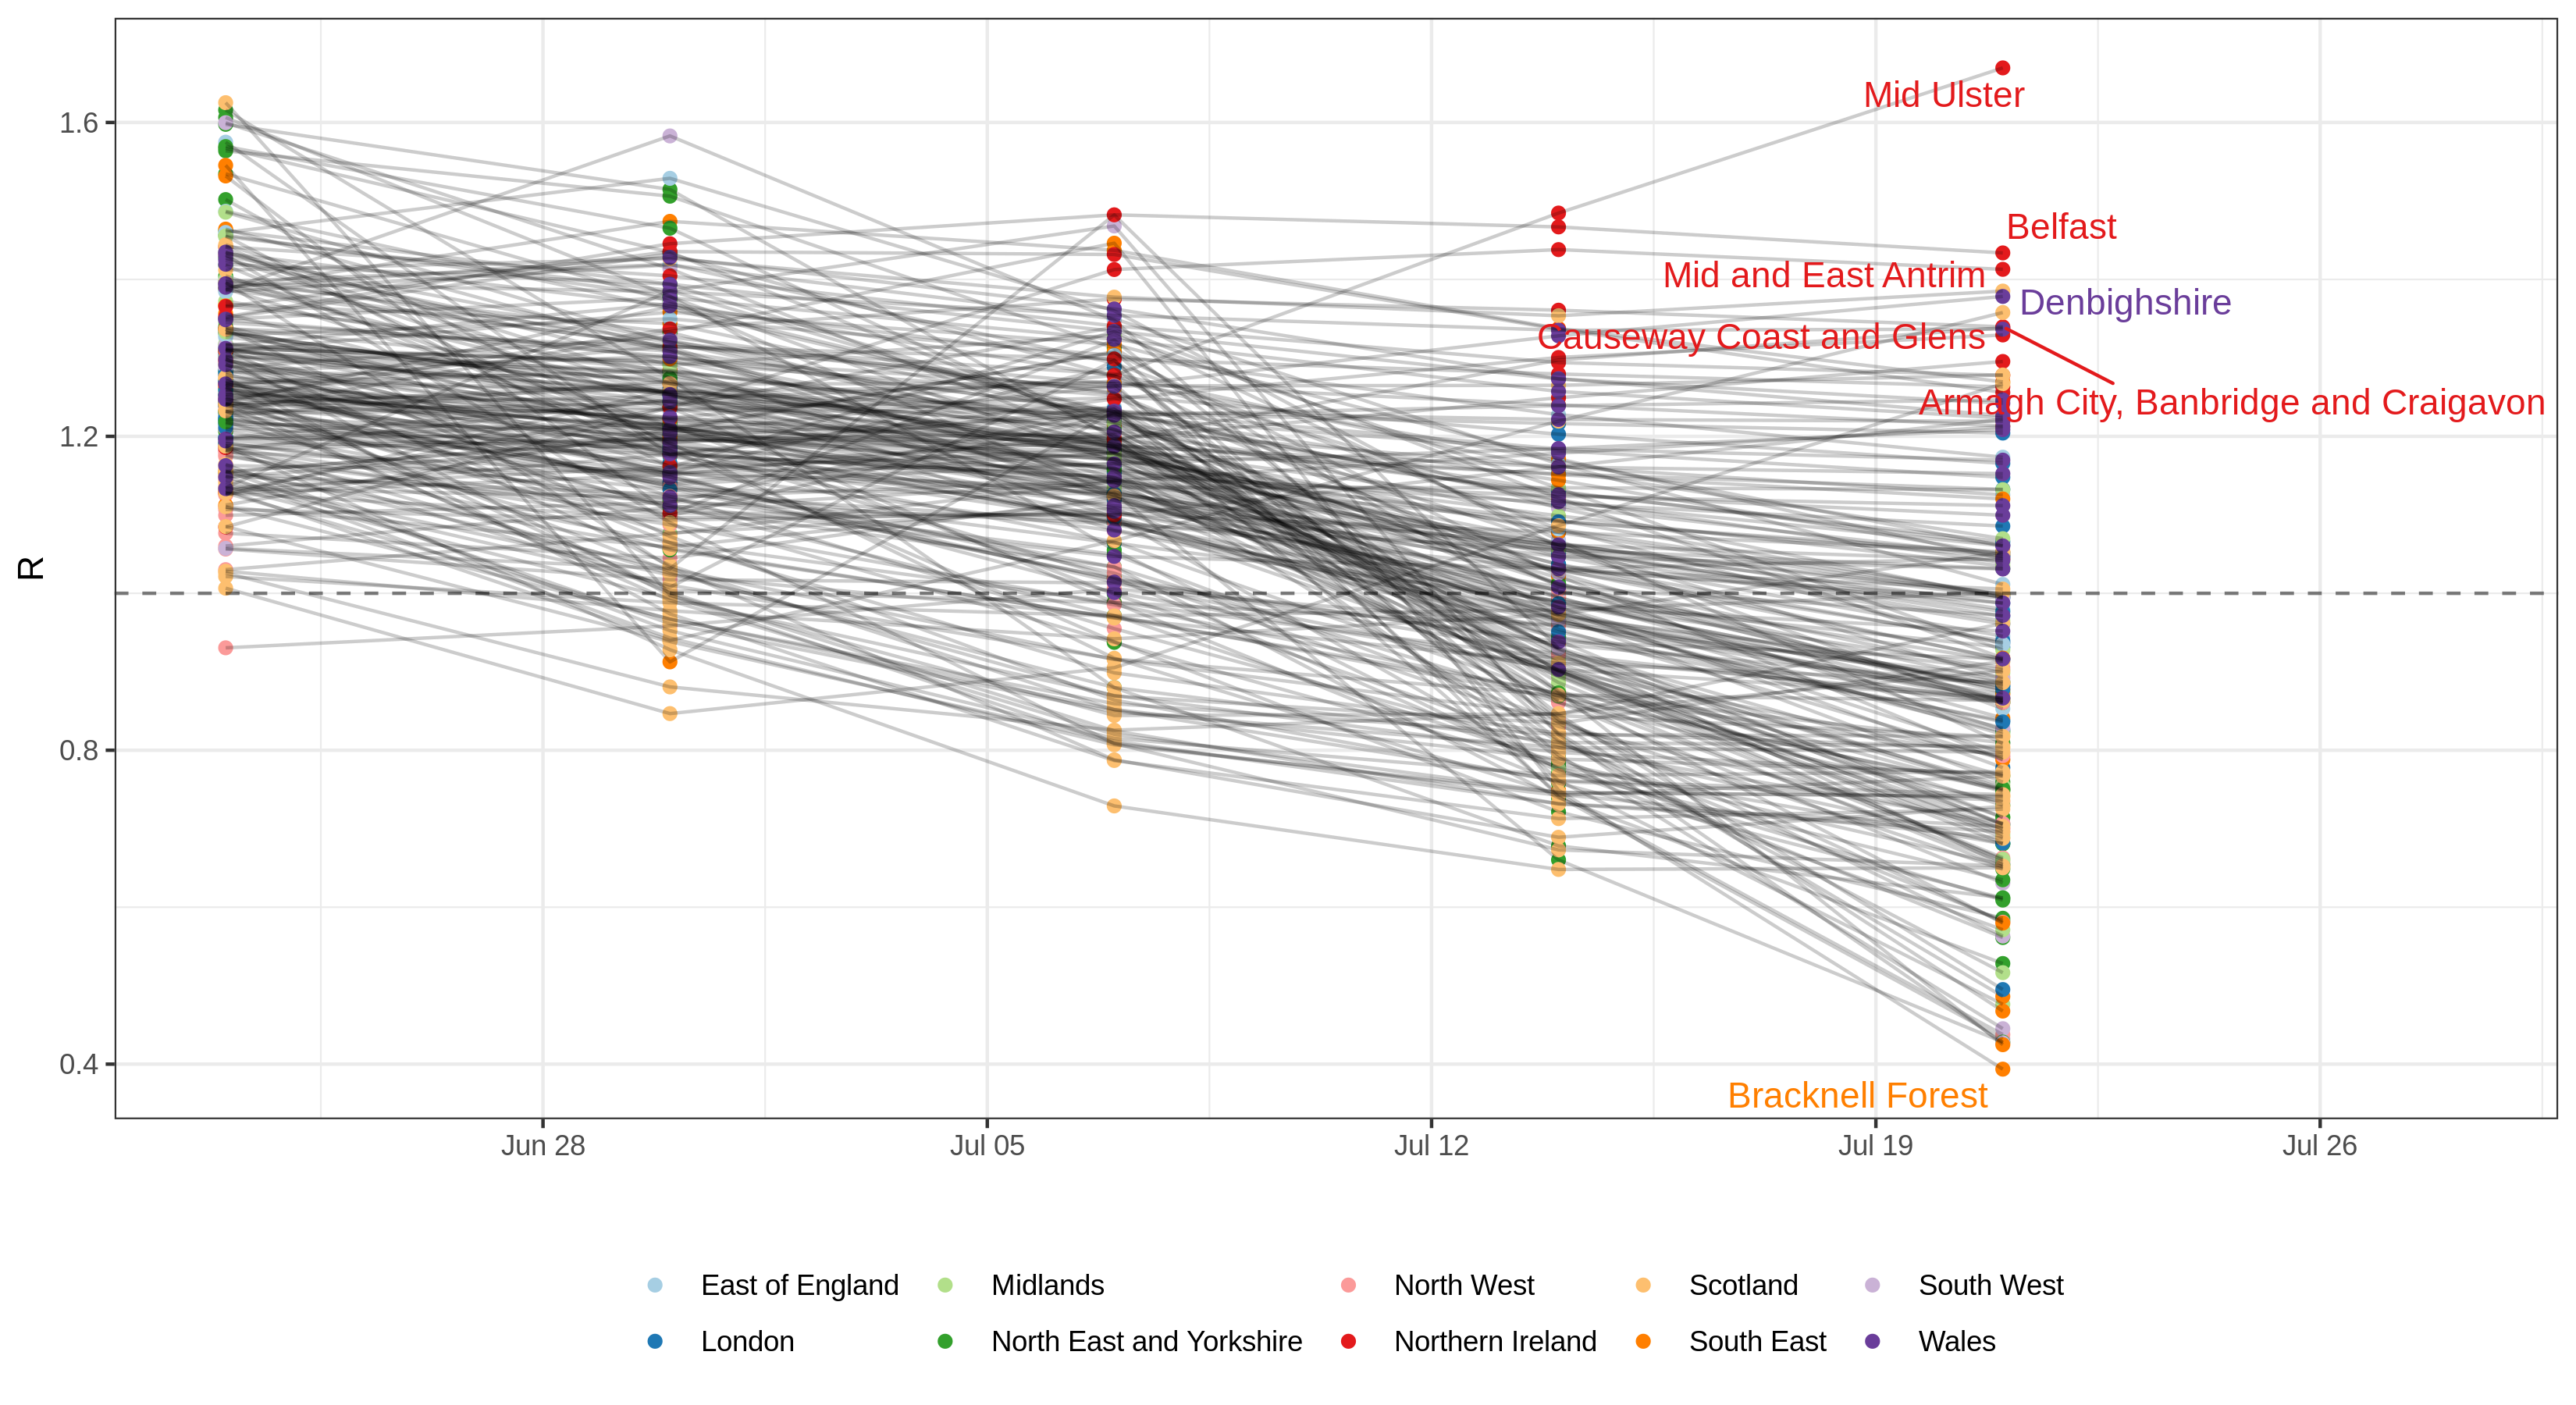 Mid Ulster
1.6
Belfast
Mid and East Antrim
Denbighshire
Causeway Coast and Glens
Armagh City, Banbridge and Craigavon
1.2
R
0.8
0.4
Bracknell Forest
Jun 28 Jul 05 Jul 12 Jul 19 Jul 26
East of England Midlands North West Scotland South West
London North East and Yorkshire Northern Ireland South East Wales